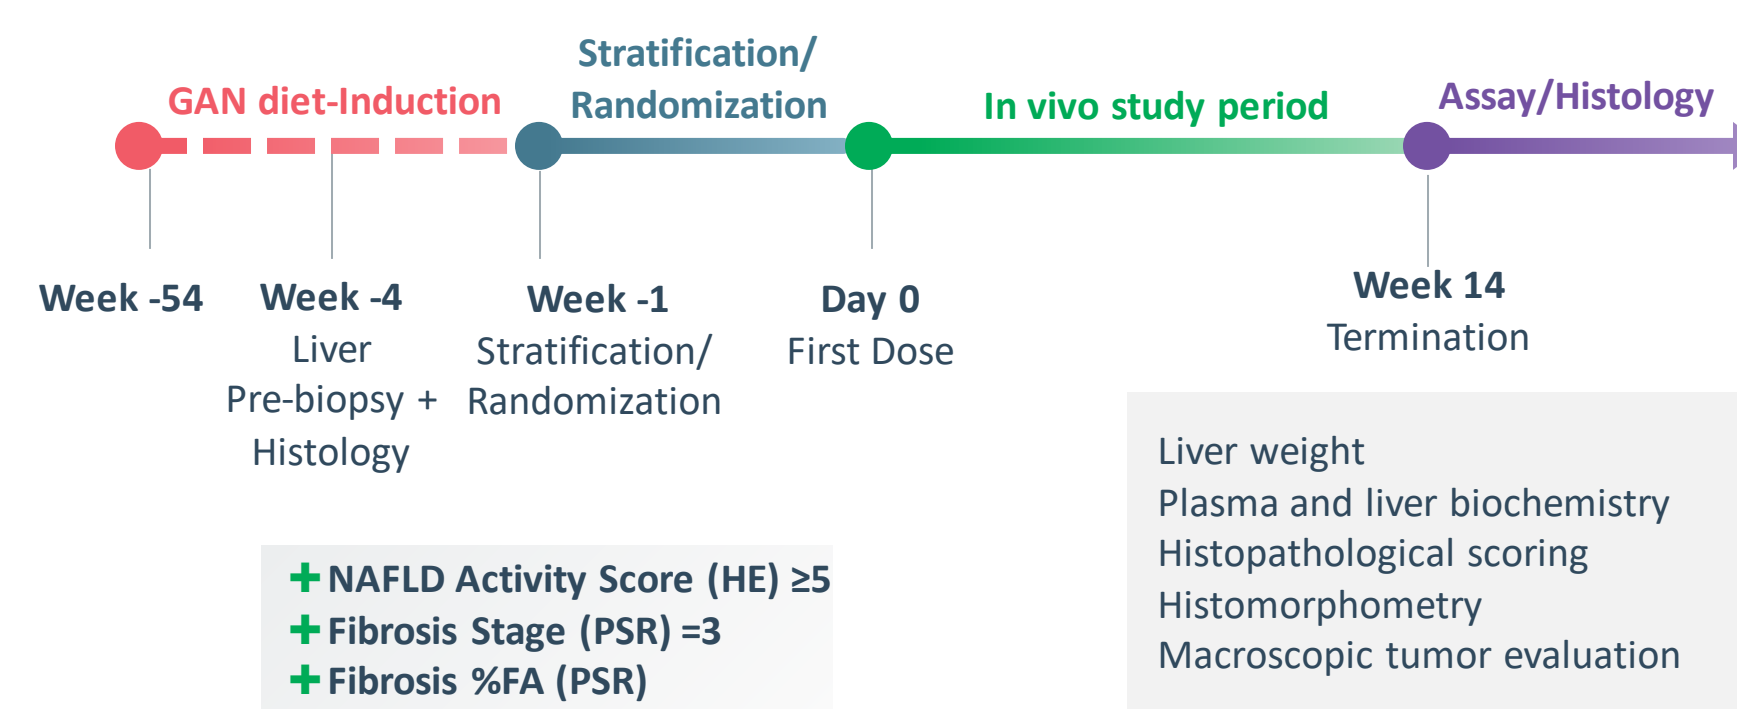 GAN diet-Induction
Stratification/
Randomization
In vivo study period
Assay/Histology
Week -54
Week -4
Liver
Pre-biopsy +
Histology
Week -1
Stratification/
Randomization
Day 0
First Dose
Week 14
Termination
NAFLD Activity Score (HE) ≥5
Fibrosis Stage (PSR) =3
Fibrosis %FA (PSR)
Liver weight
Plasma and liver biochemistry
Histopathological scoring
Histomorphometry
Macroscopic tumor evaluation